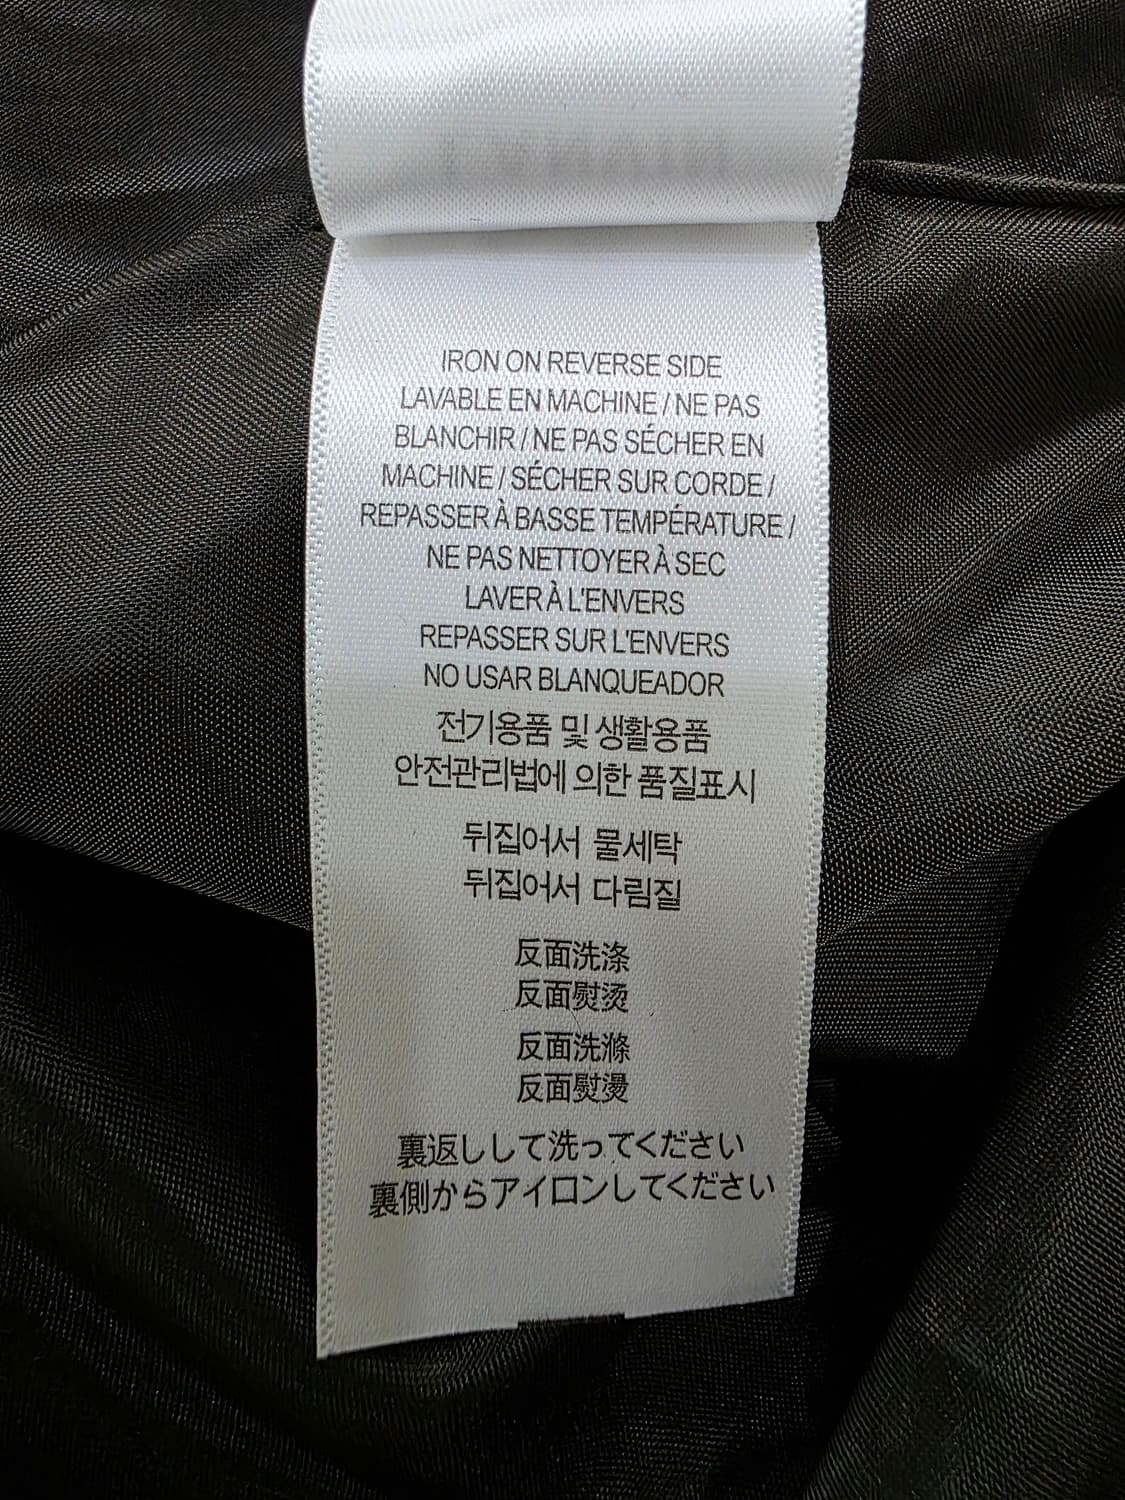 IRON ON REVERSE SIDE
LAVABLE EN MACHINE / NE PAS
BLANCHIR / NE PAS SÉCHER EN
MACHINE / SÉCHER SUR CORDE /
REPASSER À BASSE TEMPÉRATURE /
NE PAS NETTOYER À SEC
LAVER À L'ENVERS
REPASSER SUR L'ENVERS
NO USAR BLANQUEADOR
전기용품 및 생활용품
안전관리법에 의한 품질표시
뒤집어서 물세탁
뒤집어서 다림질
反面洗涤
反面熨烫
反面洗滌
反面熨燙
裏返しして洗ってください
裏側からアイロンしてください